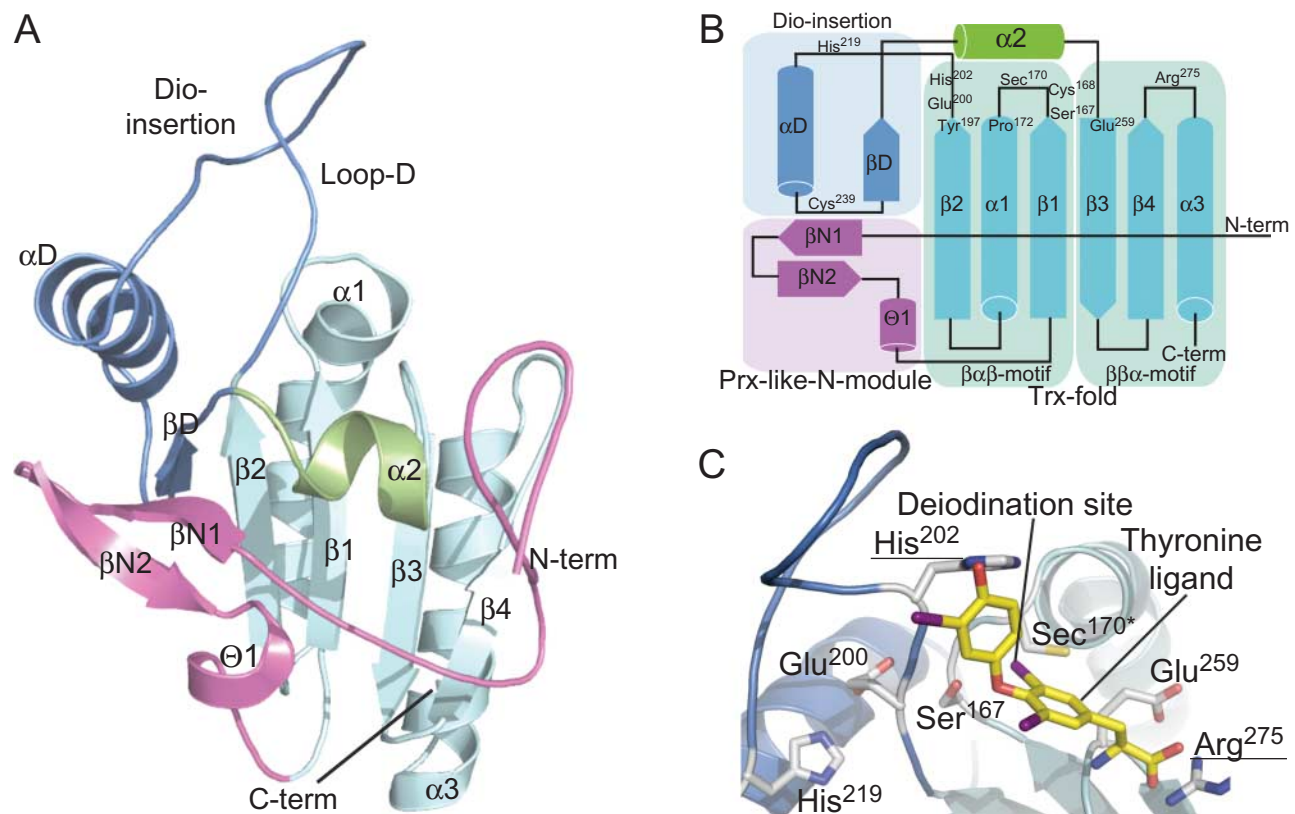 A
Dio-
insertion
Loop-D
αD
α1
βD
β2
α2
βN1
βN2
β1
β3
N-term
β4
Θ1
C-term
α3
B
Dio-insertion
α2
His219
His202
Sec170
Cys168
Arg275
Glu200
Ser167
Tyr197
Pro172
Glu259
αD
βD
Cys239
β2
α1
β1
β3
β4
α3
N-term
βN1
βN2
Θ1
C-term
Prx-like-N-module
βαβ-motif
ββα-motif
Trx-fold
C
Deiodination site
His202
Thyronine
ligand
Sec170*
Glu200
Glu259
Ser167
Arg275
His219